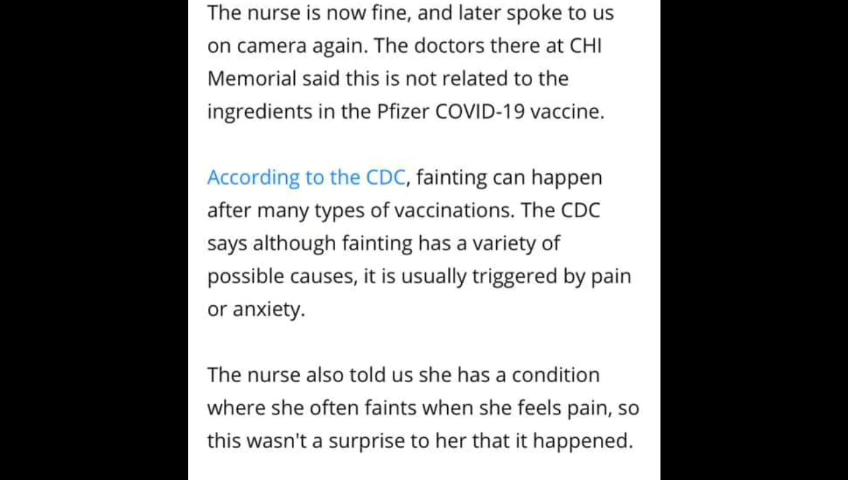 The nurse is now fine, and later spoke to us
on camera again. The doctors there at CHI
Memorial said this is not related to the
ingredients in the Pfizer COVID-19 vaccine.
According to the CDC, fainting can happen
after many types of vaccinations. The CDC
says although fainting has a variety of
possible causes, it is usually triggered by pain
or anxiety.
The nurse also told us she has a condition
where she often faints when she feels pain, so
this wasn't a surprise to her that it happened.